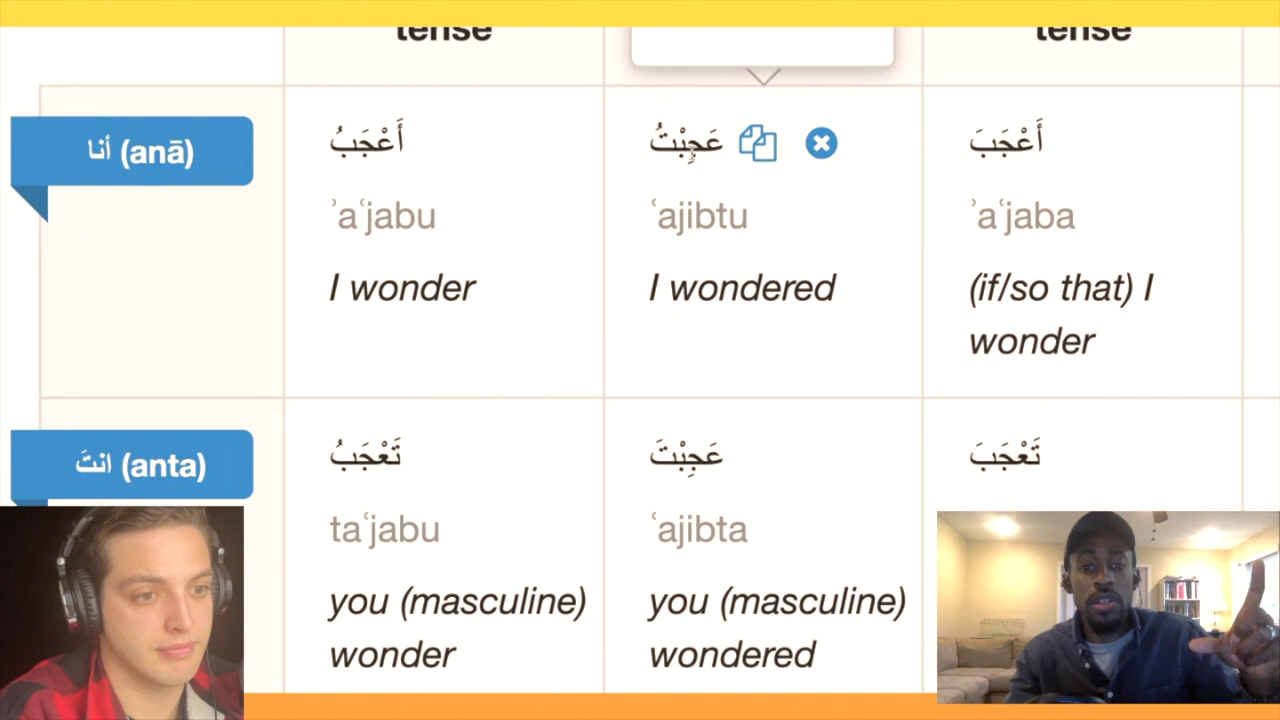 tense
tense
أنا (anā)
أَعْجَبُ
عَجِبْتُ
أَعْجَبَ
ʾaʿjabu
ʿajibtu
ʾaʿjaba
I wonder
I wondered
(if/so that) I
wonder
انتَ (anta)
تَعْجَبُ
عَجِبْتَ
تَعْجَبَ
taʿjabu
ʿajibta
you (masculine)
wonder
you (masculine)
wondered